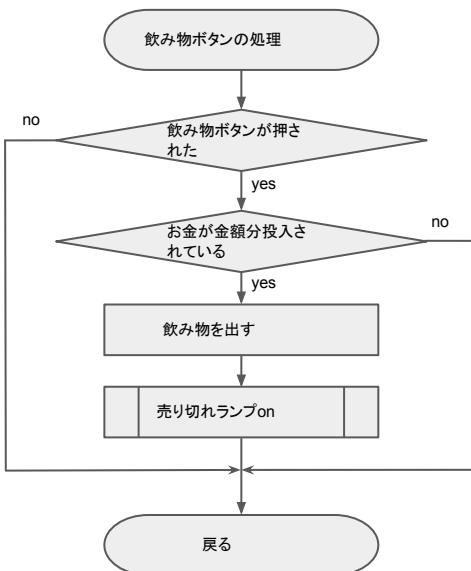 飲み物ボタンの処理
no
飲み物ボタンが押さ
れた
yes
お金が金額分投入さ
れている
no
yes
飲み物を出す
売り切れランプon
戻る